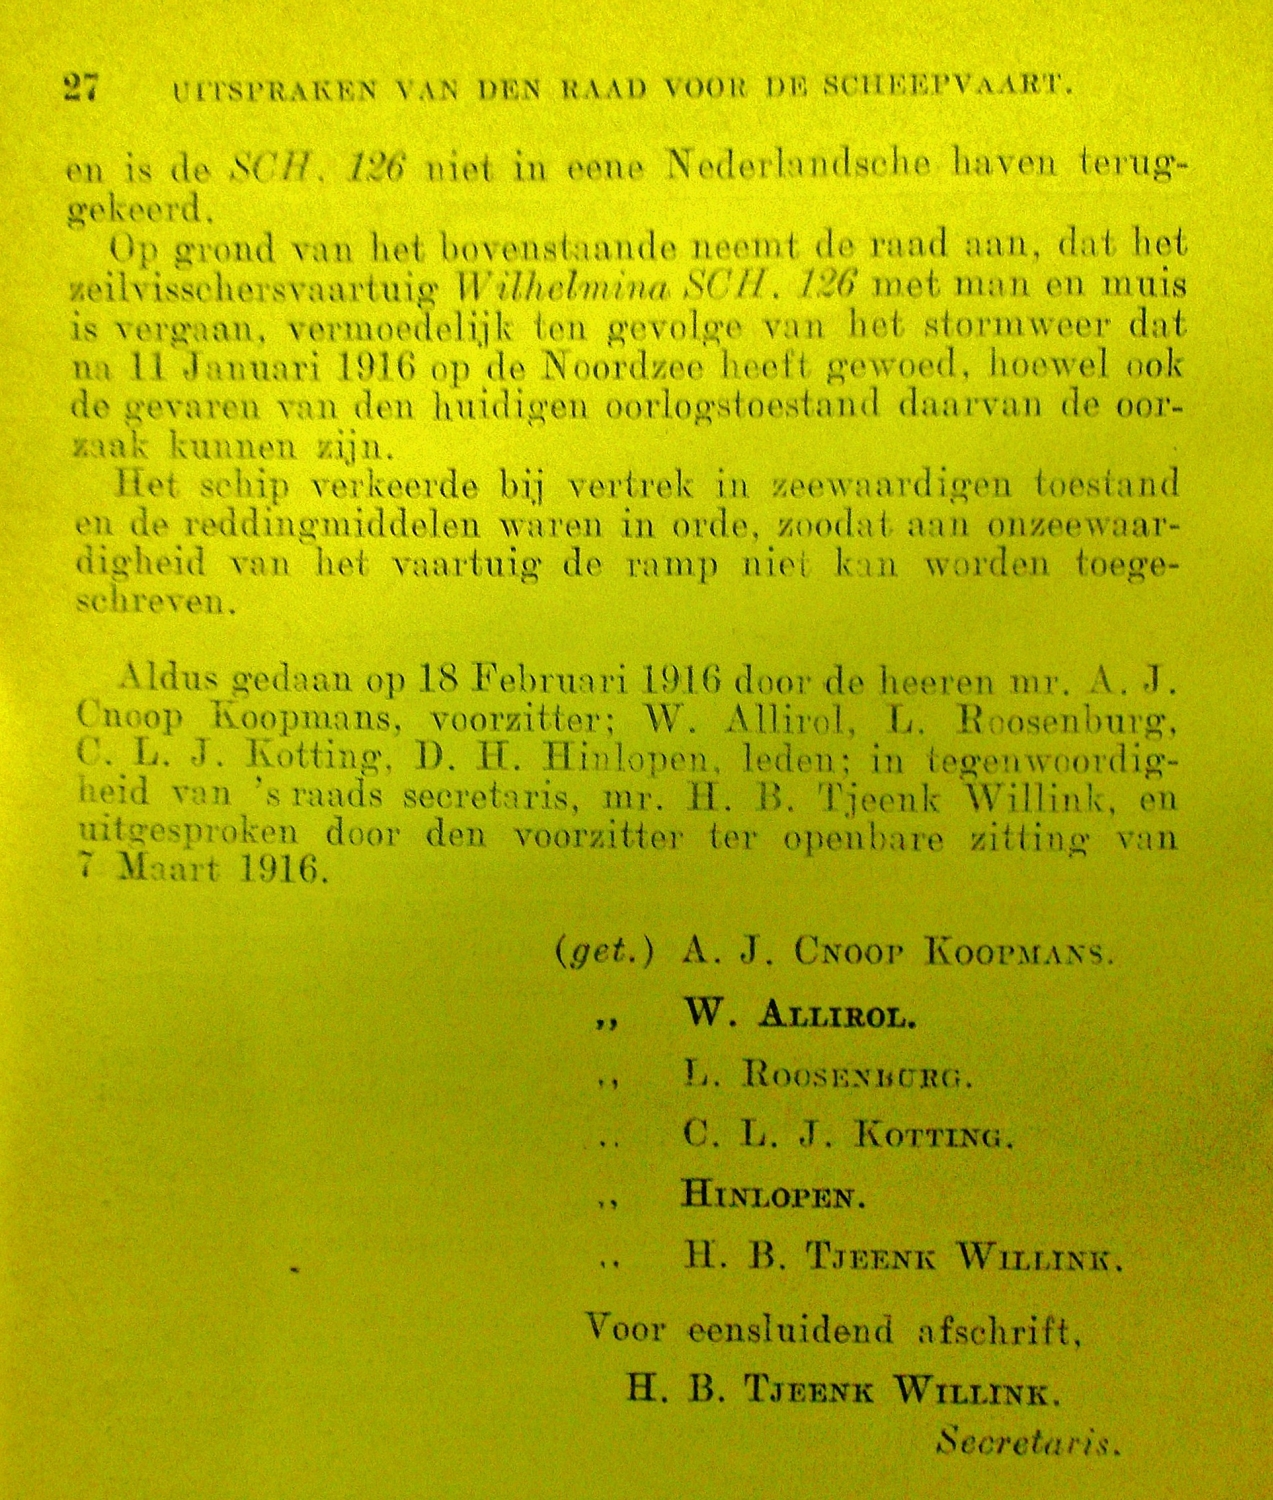 27 UITSPRAKEN VAN DEN RAAD VOOR DE SCHEEPVAART.
en is de SCH. 126 niet in eene Nederlandsche haven terug-
gekeerd.
Op grond van het bovenstaande neemt de raad aan, dat het
zeilvisschersvaartuig Wilhelmina SCH. 126 met man en muis
is vergaan, vermoedelijk ten gevolge van het stormweer dat
na 11 Januari 1916 op de Noordzee heeft gewoed, hoewel ook
de gevaren van den huidigen oorlogstoestand daarvan de oor-
zaak kunnen zijn.
Het schip verkeerde bij vertrek in zeewaardigen toestand
en de reddingmiddelen waren in orde, zoodat aan onzeewaar-
digheid van het vaartuig de ramp niet kan worden toege-
schreven.
Aldus gedaan op 18 Februari 1916 door de heeren mr. A. J.
Cnoop Koopmans, voorzitter; W. Allirol, L. Roosenburg,
C. L. J. Kotting, D. H. Hinlopen, leden; in tegenwoordig-
heid van 's raads secretaris, mr. H. B. Tjeenk Willink, en
uitgesproken door den voorzitter ter openbare zitting van
7 Maart 1916.
(get.) A. J. CNOOP KOOPMANS.
„ W. ALLIROL.
„ L. ROOSENBURG.
„ C. L. J. KOTTING.
„ HINLOPEN.
„ H. B. TJEENK WILLINK.
Voor eensluidend afschrift,
H. B. TJEENK WILLINK.
Secretaris.